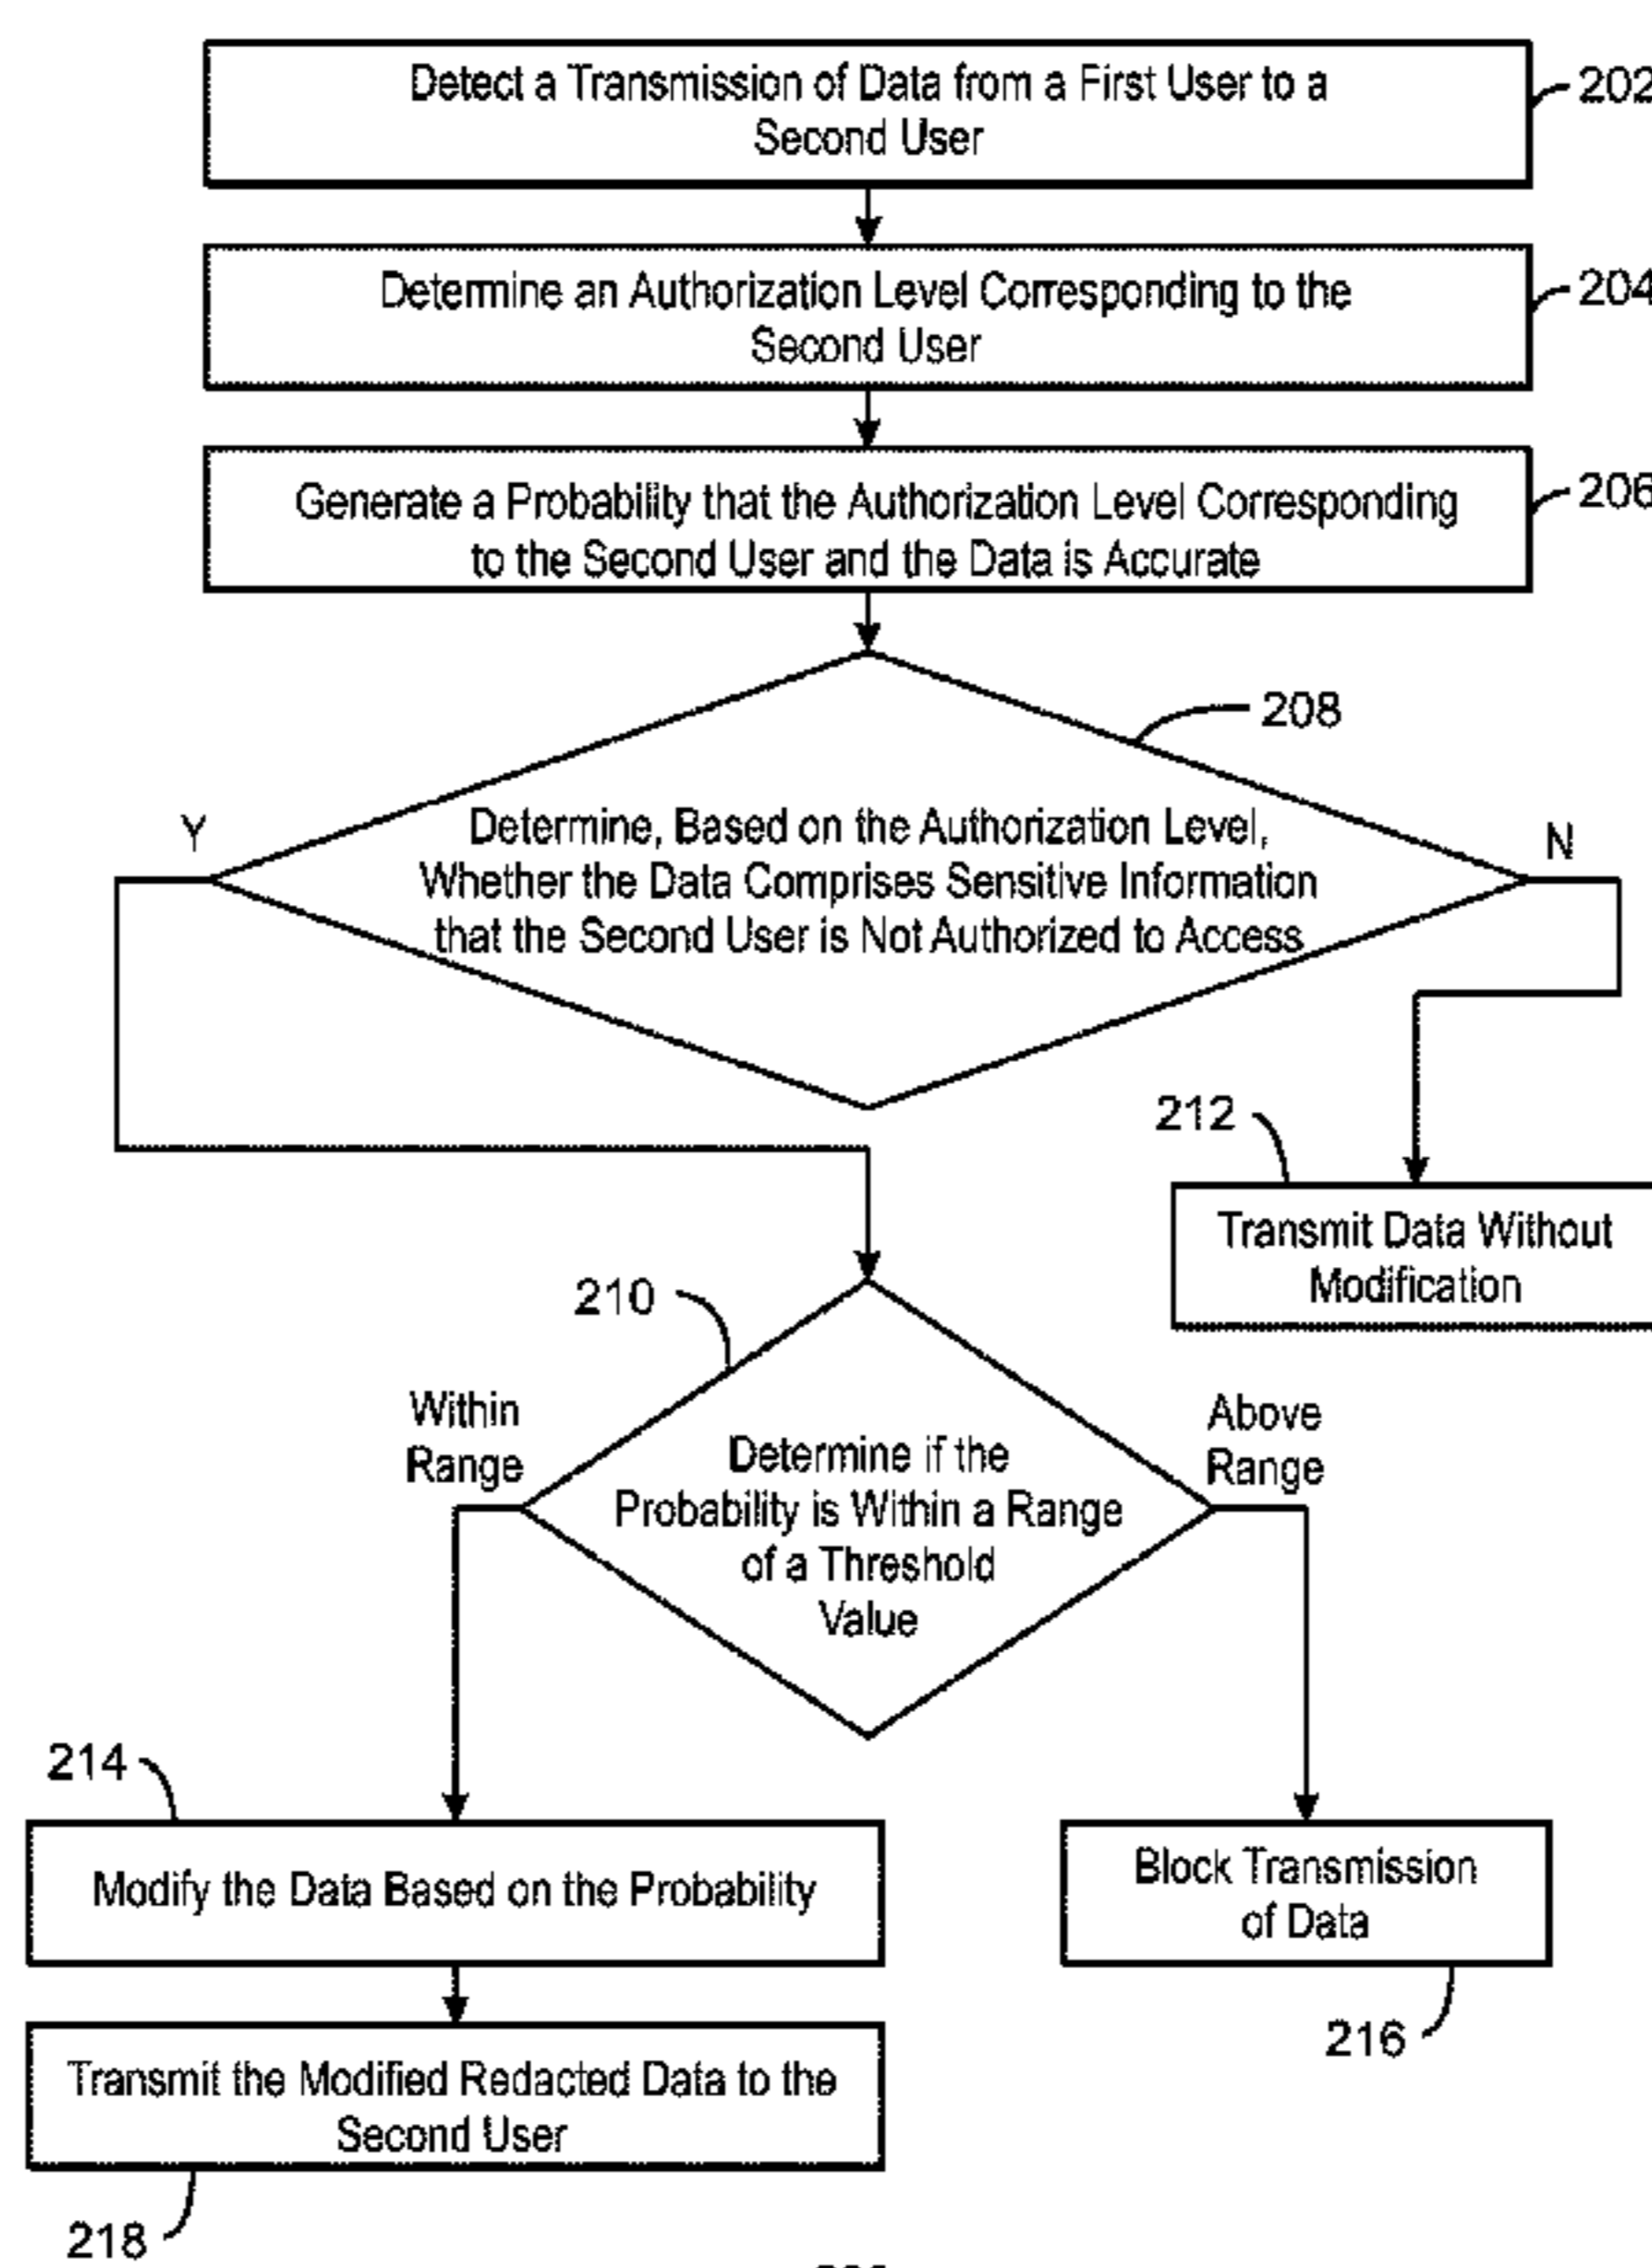 Detect a Transmission of Data from a First User to a
Second User
202
Determine an Authorization Level Corresponding to the
Second User
204
Generate a Probability that the Authorization Level Corresponding
to the Second User and the Data is Accurate
206
208
Y
N
Determine, Based on the Authorization Level,
Whether the Data Comprises Sensitive Information
that the Second User is Not Authorized to Access
212
Transmit Data Without
Modification
210
Within
Range
Above
Range
Determine if the
Probability is Within a Range
of a Threshold
Value
214
Modify the Data Based on the Probability
Block Transmission
of Data
216
Transmit the Modified Redacted Data to the
Second User
218